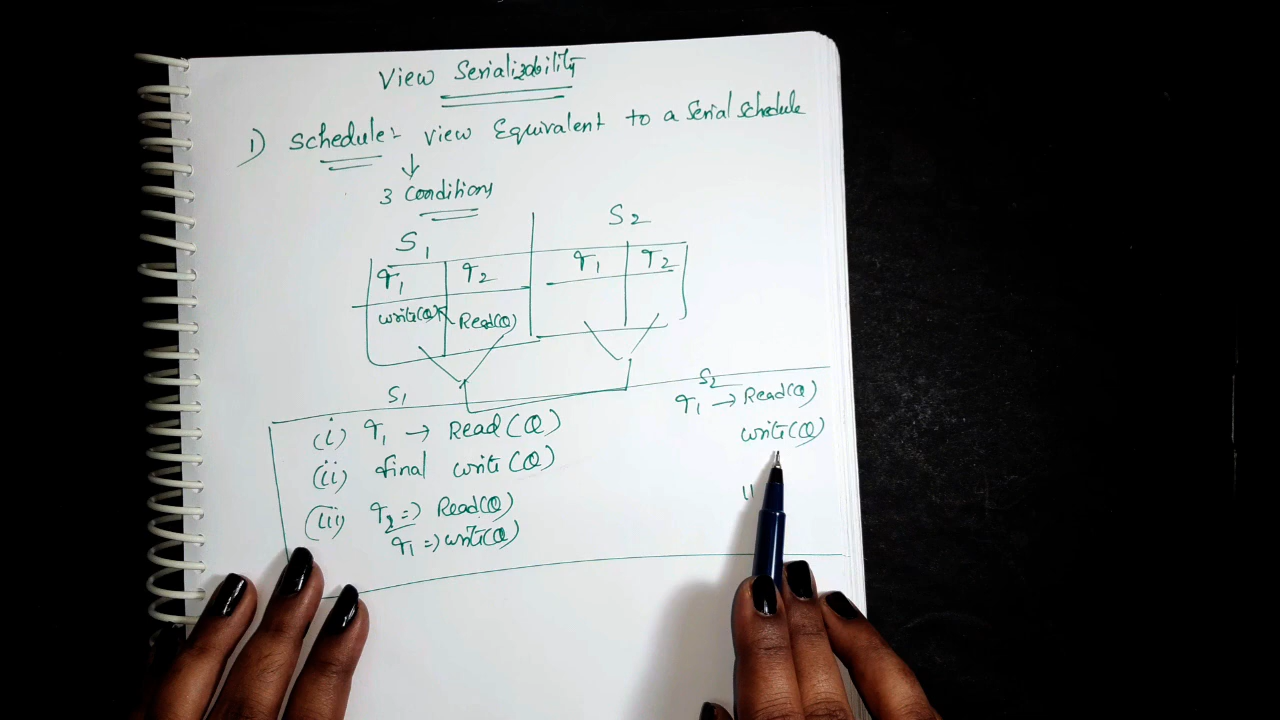 View Serializability
1) Schedule:- view Equivalent to a Serial Schedule
3 Conditions
S1 S2
T1 T2 T1 T2
write(Q) Read(Q)
S1 S2
(i) T1 → Read(Q) T1 → Read(Q)
(ii) final write(Q) write(Q)
(iii) T2 => Read(Q) "
T1 => write(Q)